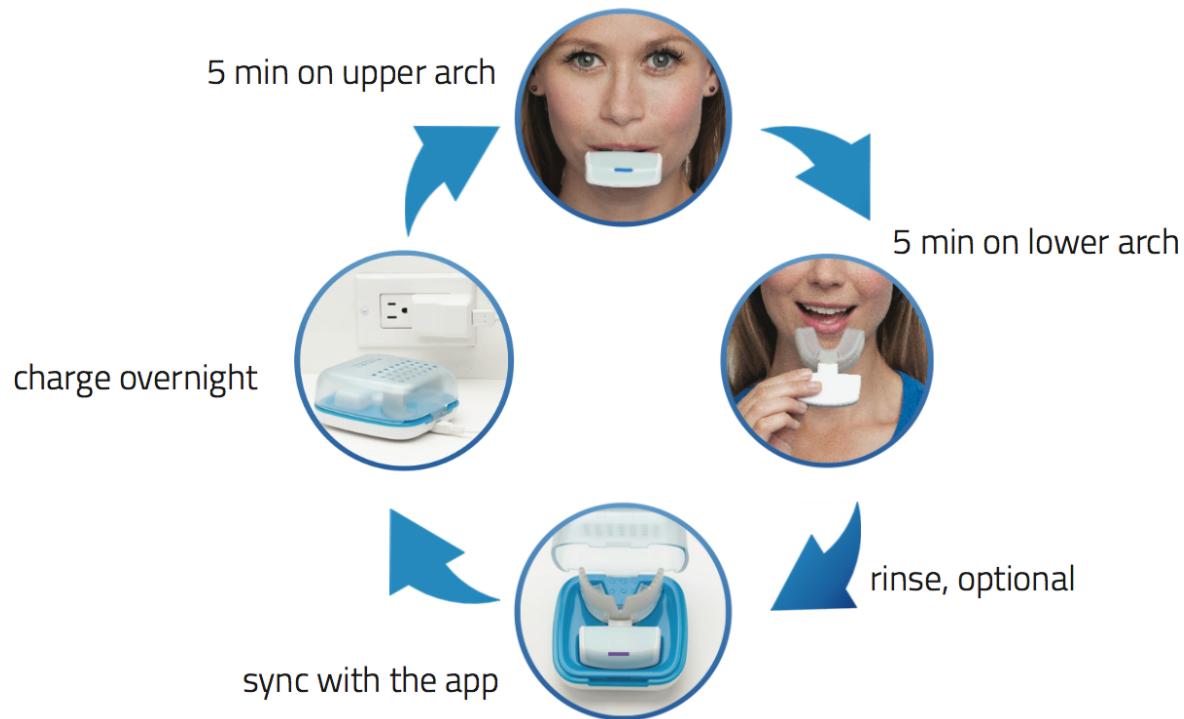 5 min on upper arch
5 min on lower arch
rinse, optional
sync with the app
charge overnight